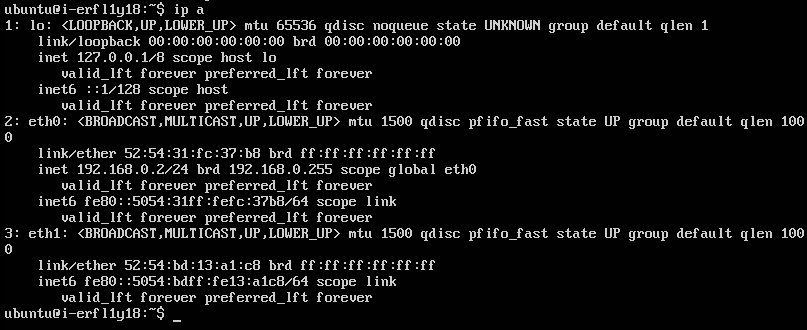 ubuntu@i-erfl1y18:~$ ip a
1: lo: <LOOPBACK,UP,LOWER_UP> mtu 65536 qdisc noqueue state UNKNOWN group default qlen 1
    link/loopback 00:00:00:00:00:00 brd 00:00:00:00:00:00
    inet 127.0.0.1/8 scope host lo
       valid_lft forever preferred_lft forever
    inet6 ::1/128 scope host
       valid_lft forever preferred_lft forever
2: eth0: <BROADCAST,MULTICAST,UP,LOWER_UP> mtu 1500 qdisc pfifo_fast state UP group default qlen 100
0
    link/ether 52:54:31:fc:37:b8 brd ff:ff:ff:ff:ff:ff
    inet 192.168.0.2/24 brd 192.168.0.255 scope global eth0
       valid_lft forever preferred_lft forever
    inet6 fe80::5054:31ff:fefc:37b8/64 scope link
       valid_lft forever preferred_lft forever
3: eth1: <BROADCAST,MULTICAST,UP,LOWER_UP> mtu 1500 qdisc pfifo_fast state UP group default qlen 100
0
    link/ether 52:54:bd:13:a1:c8 brd ff:ff:ff:ff:ff:ff
    inet6 fe80::5054:bdff:fe13:a1c8/64 scope link
       valid_lft forever preferred_lft forever
ubuntu@i-erfl1y18:~$ _